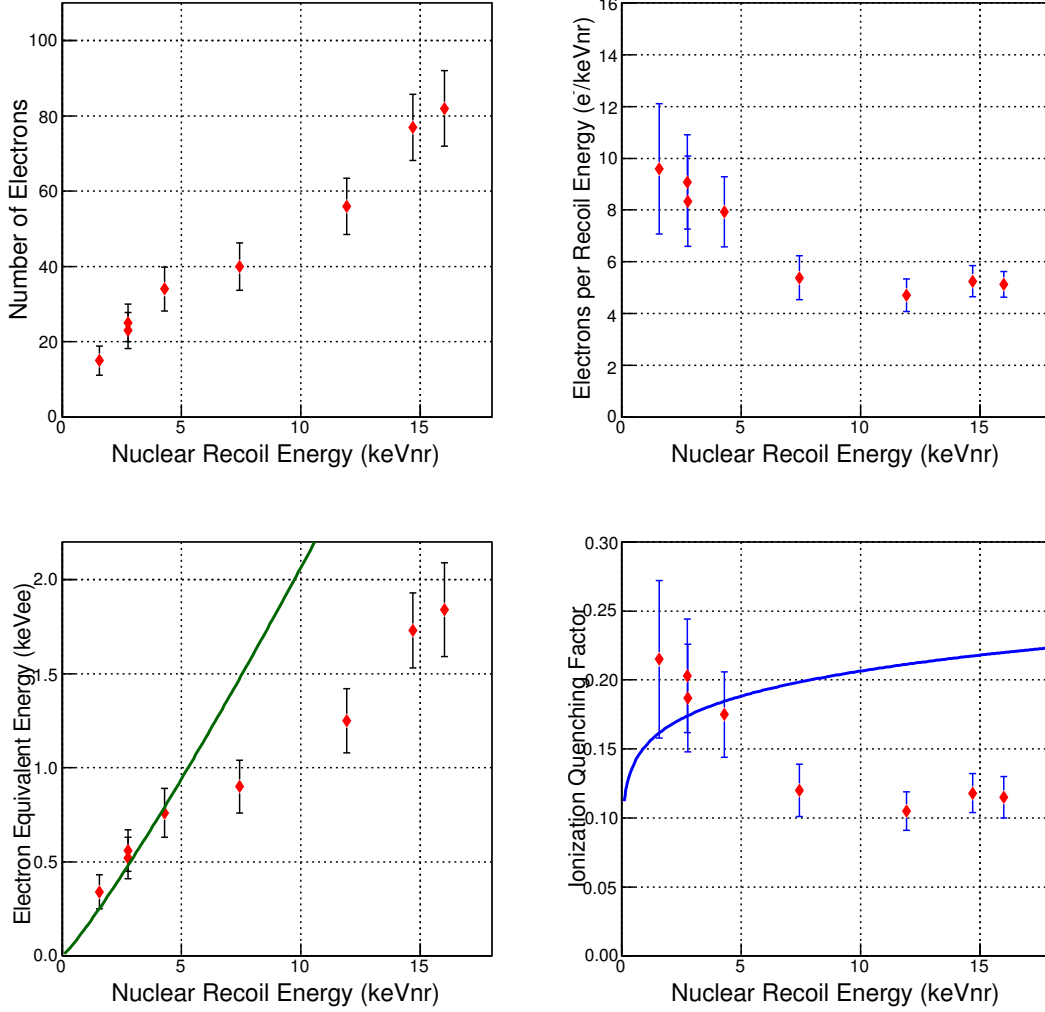 Number of Electrons
100
80
60
40
20
0
0 5 10 15
Nuclear Recoil Energy (keVnr)
Electrons per Recoil Energy (e⁻/keVnr)
16
14
12
10
8
6
4
2
0
0 5 10 15
Nuclear Recoil Energy (keVnr)
Electron Equivalent Energy (keVee)
2.0
1.5
1.0
0.5
0.0
0 5 10 15
Nuclear Recoil Energy (keVnr)
Ionization Quenching Factor
0.30
0.25
0.20
0.15
0.10
0.05
0.00
0 5 10 15
Nuclear Recoil Energy (keVnr)